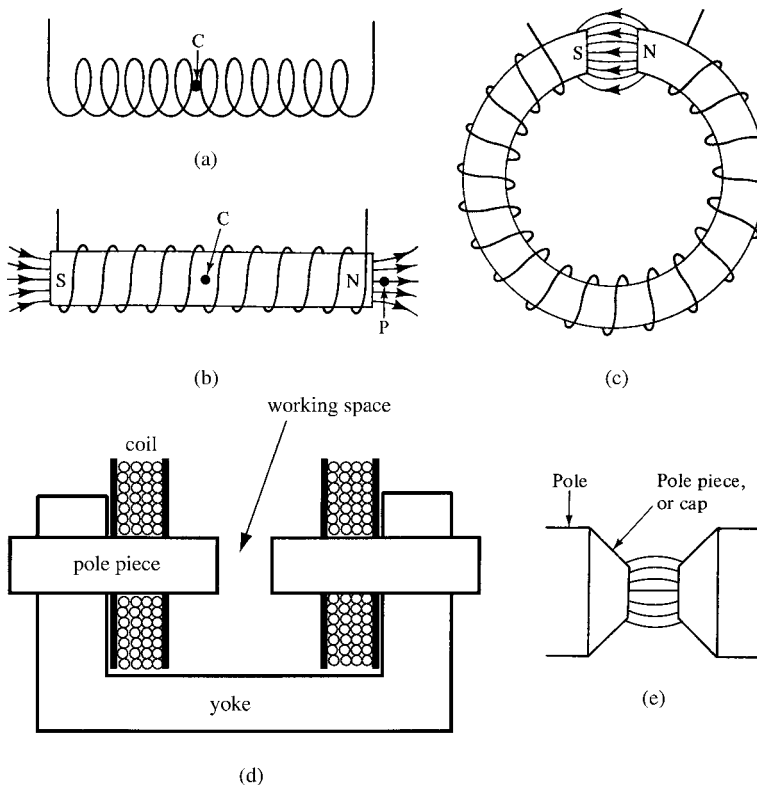 C
(a)
S
N
C
S
N
P
(b)
(c)
working space
coil
pole piece
yoke
(d)
Pole
Pole piece,
or cap
(e)